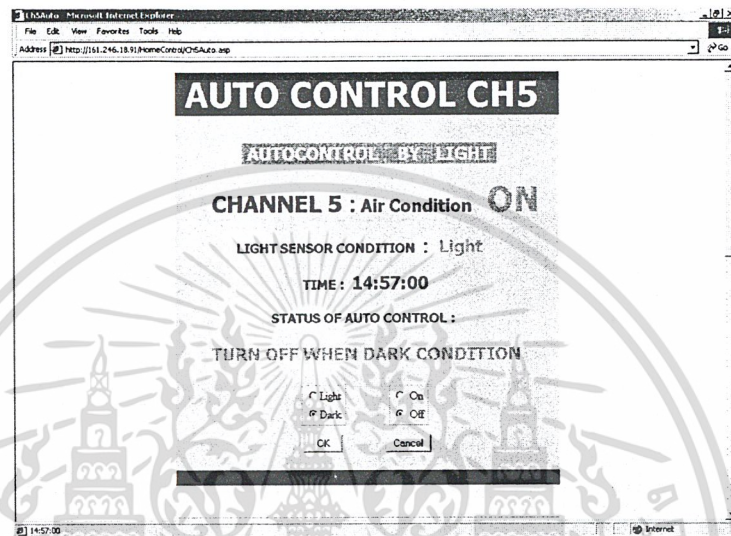 Ch5Auto - Microsoft Internet Explorer
File Edit View Favorites Tools Help
Address http://161.246.18.91/HomeControl/Ch5Auto.asp Go
AUTO CONTROL CH5
AUTOCONTROL BY LIGHT
CHANNEL 5 : Air Condition ON
LIGHT SENSOR CONDITION : Light
TIME : 14:57:00
STATUS OF AUTO CONTROL :
TURN OFF WHEN DARK CONDITION
Light On
Dark Off
OK Cancel
14:57:00 Internet